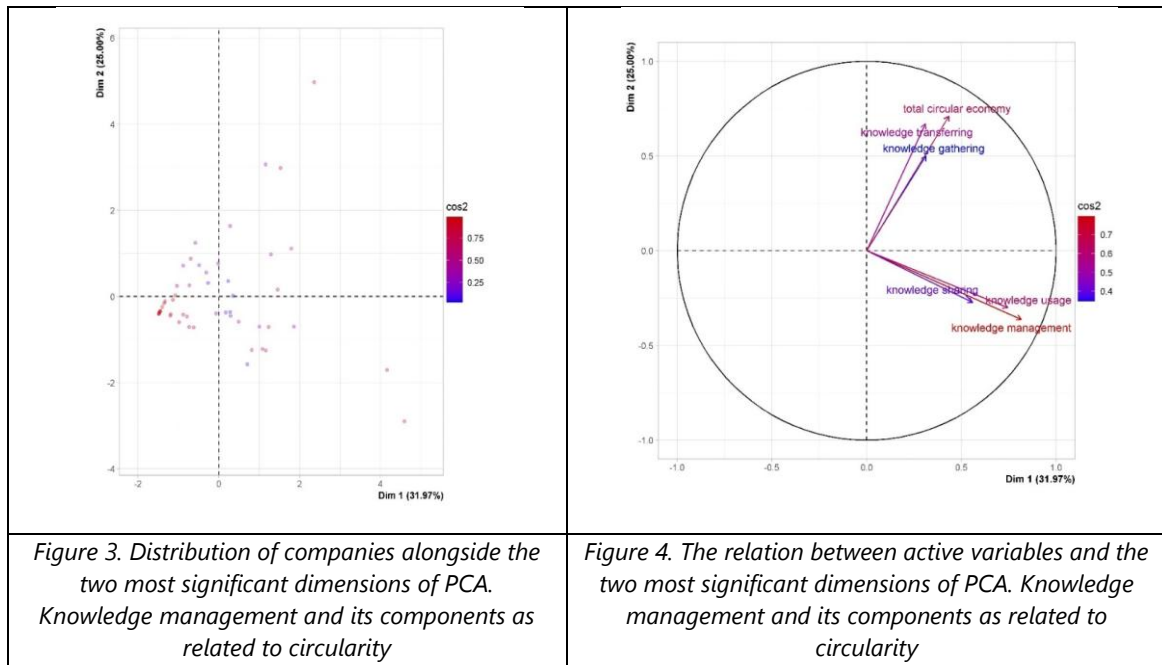 Dim 2 (25.00%)
6
4
2
0
-2
-4
-2
0
2
4
Dim 1 (31.97%)
cos2
0.75
0.50
0.25
Dim 2 (25.00%)
1.0
0.5
0.0
-0.5
-1.0
-1.0
-0.5
0.0
0.5
1.0
Dim 1 (31.97%)
total circular economy
knowledge transferring
knowledge gathering
knowledge sharing
knowledge usage
knowledge management
cos2
0.7
0.6
0.5
0.4
Figure 3. Distribution of companies alongside the
two most significant dimensions of PCA.
Knowledge management and its components as
related to circularity
Figure 4. The relation between active variables and the
two most significant dimensions of PCA. Knowledge
management and its components as related to
circularity